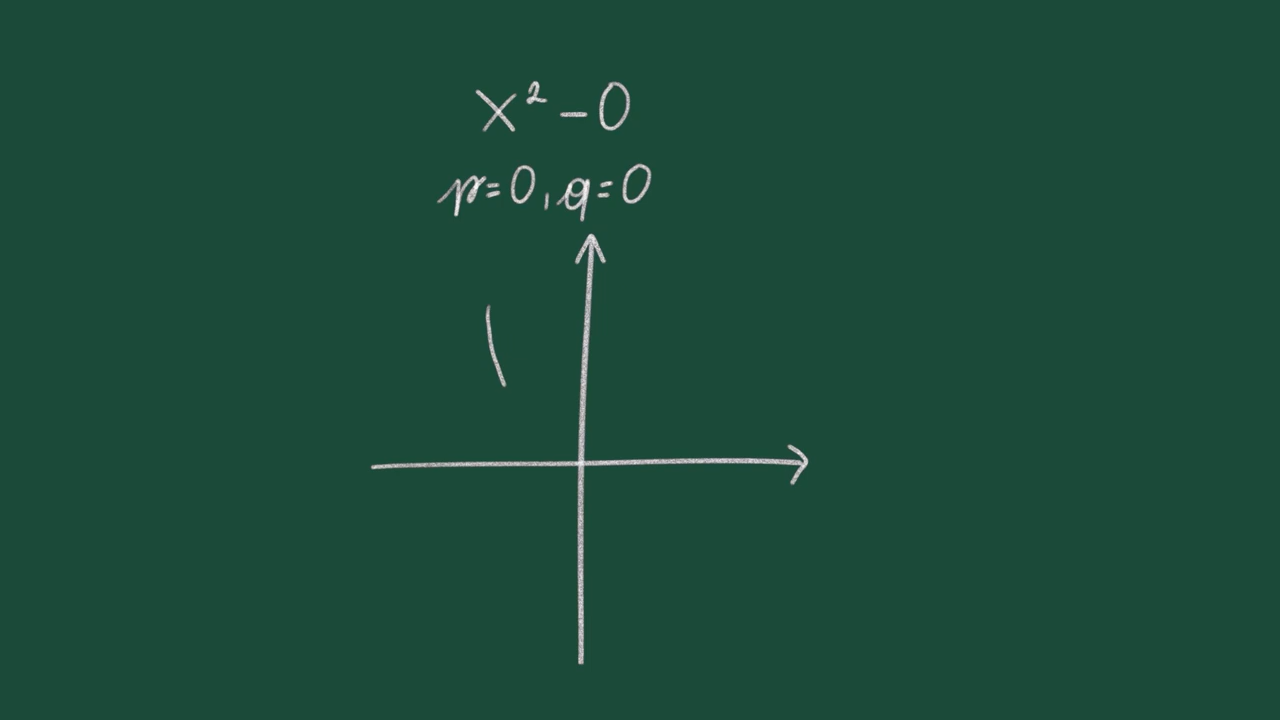 x² – 0
p=0, q=0